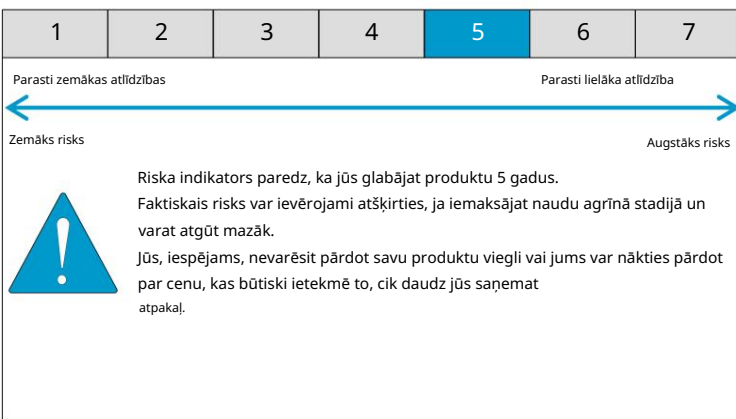 1 2 3 4 5 6 7
Parasti zemākas atlīdzības Parasti lielāka atlīdzība
Zemāks risks Augstāks risks
Riska indikators paredz, ka jūs glabājat produktu 5 gadus.
Faktiskais risks var ievērojami atšķirties, ja iemaksājat naudu agrīnā stadijā un
varat atgūt mazāk.
Jūs, iespējams, nevarēsit pārdot savu produktu viegli vai jums var nākties pārdot
par cenu, kas būtiski ietekmē to, cik daudz jūs saņemat
atpakaļ.